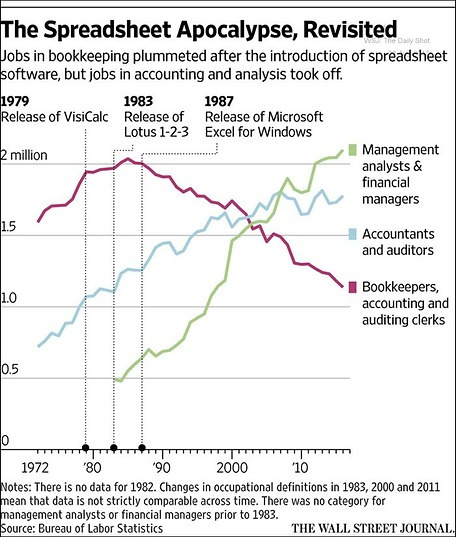 The Spreadsheet Apocalypse, Revisited
WSJ: The Daily Shot
Jobs in bookkeeping plummeted after the introduction of spreadsheet
software, but jobs in accounting and analysis took off.
1979
Release of VisiCalc
1983
Release of
Lotus 1-2-3
1987
Release of Microsoft
Excel for Windows
2 million
1.5
1.0
0.5
0
Management
analysts &
financial
managers
Accountants
and auditors
Bookkeepers,
accounting and
auditing clerks
1972 '80 '90 2000 '10
Notes: There is no data for 1982. Changes in occupational definitions in 1983, 2000 and 2011
mean that data is not strictly comparable across time. There was no category for
management analysts or financial managers prior to 1983.
Source: Bureau of Labor Statistics
THE WALL STREET JOURNAL.